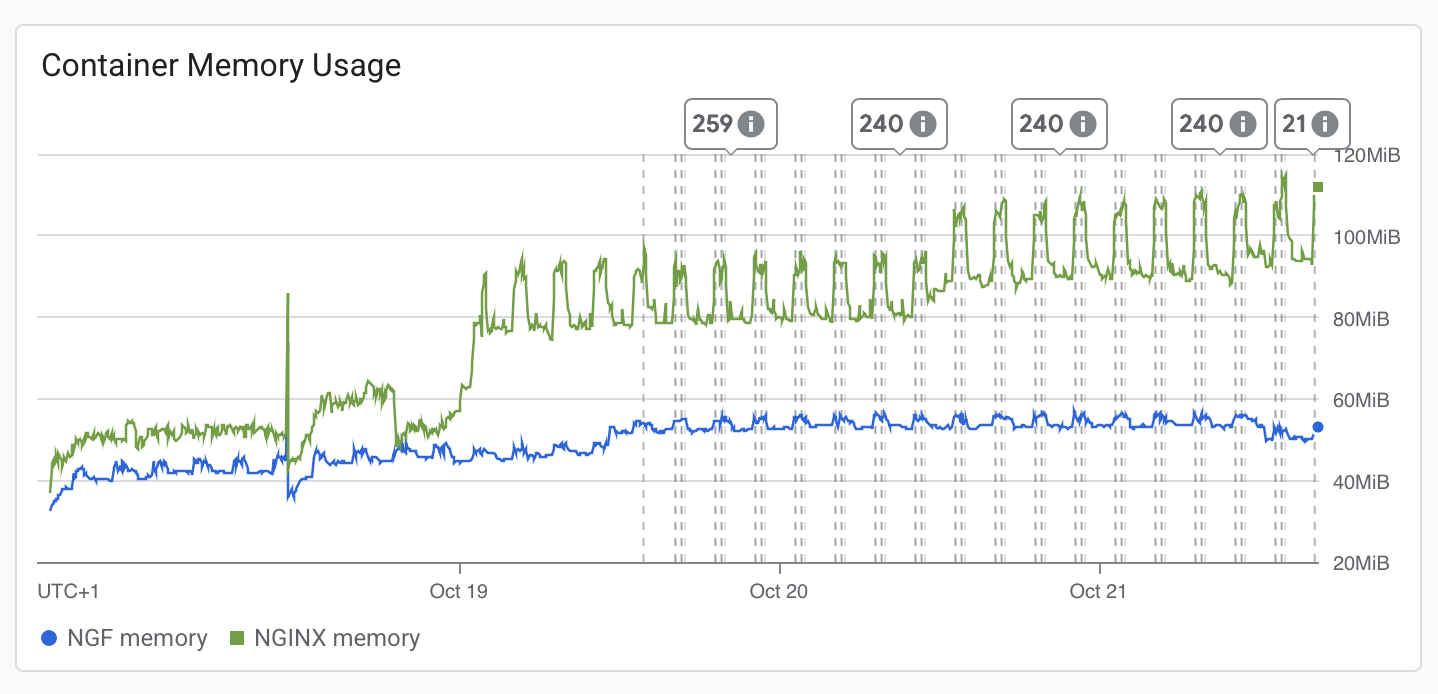 Container Memory Usage
259 i 240 i 240 i 240 i 21 i
120MiB
100MiB
80MiB
60MiB
40MiB
20MiB
UTC+1 Oct 19 Oct 20 Oct 21
NGF memory NGINX memory